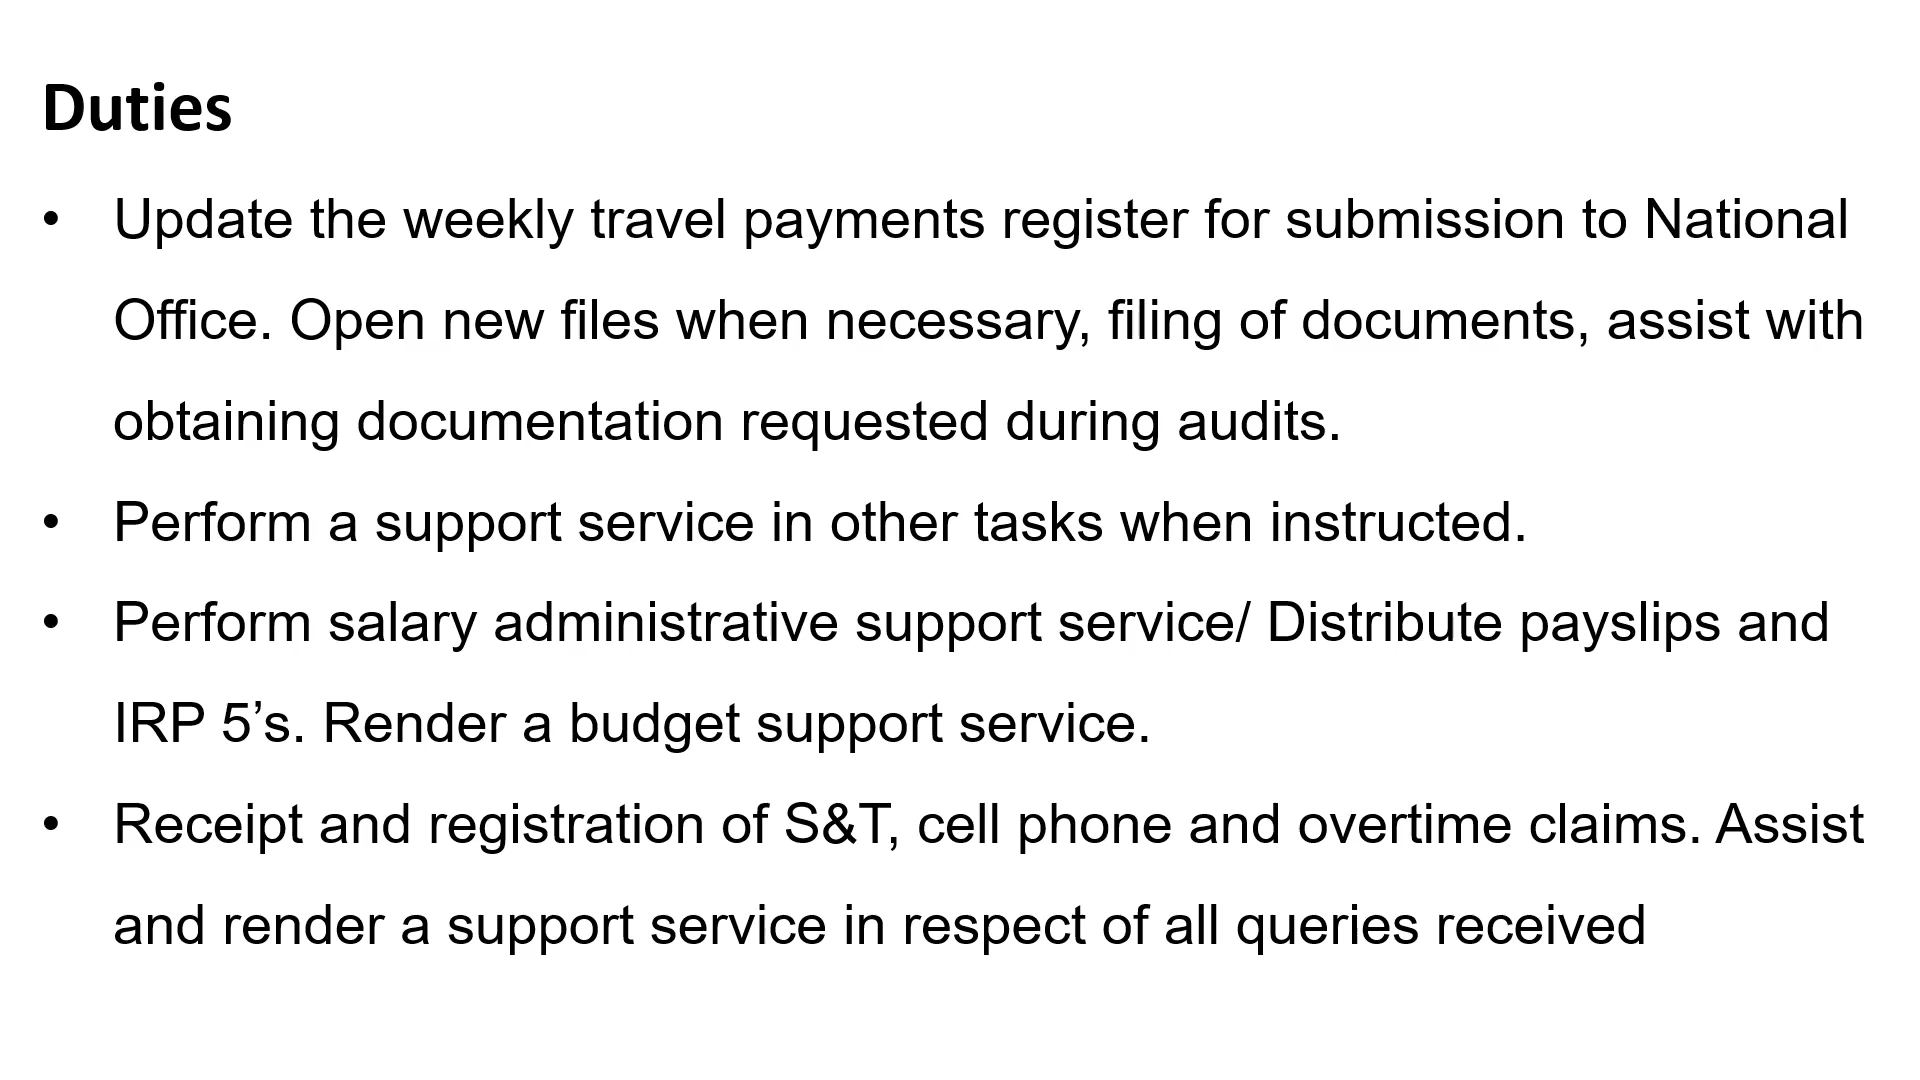 Duties
• Update the weekly travel payments register for submission to National
Office. Open new files when necessary, filing of documents, assist with
obtaining documentation requested during audits.
• Perform a support service in other tasks when instructed.
• Perform salary administrative support service/ Distribute payslips and
IRP 5’s. Render a budget support service.
• Receipt and registration of S&T, cell phone and overtime claims. Assist
and render a support service in respect of all queries received